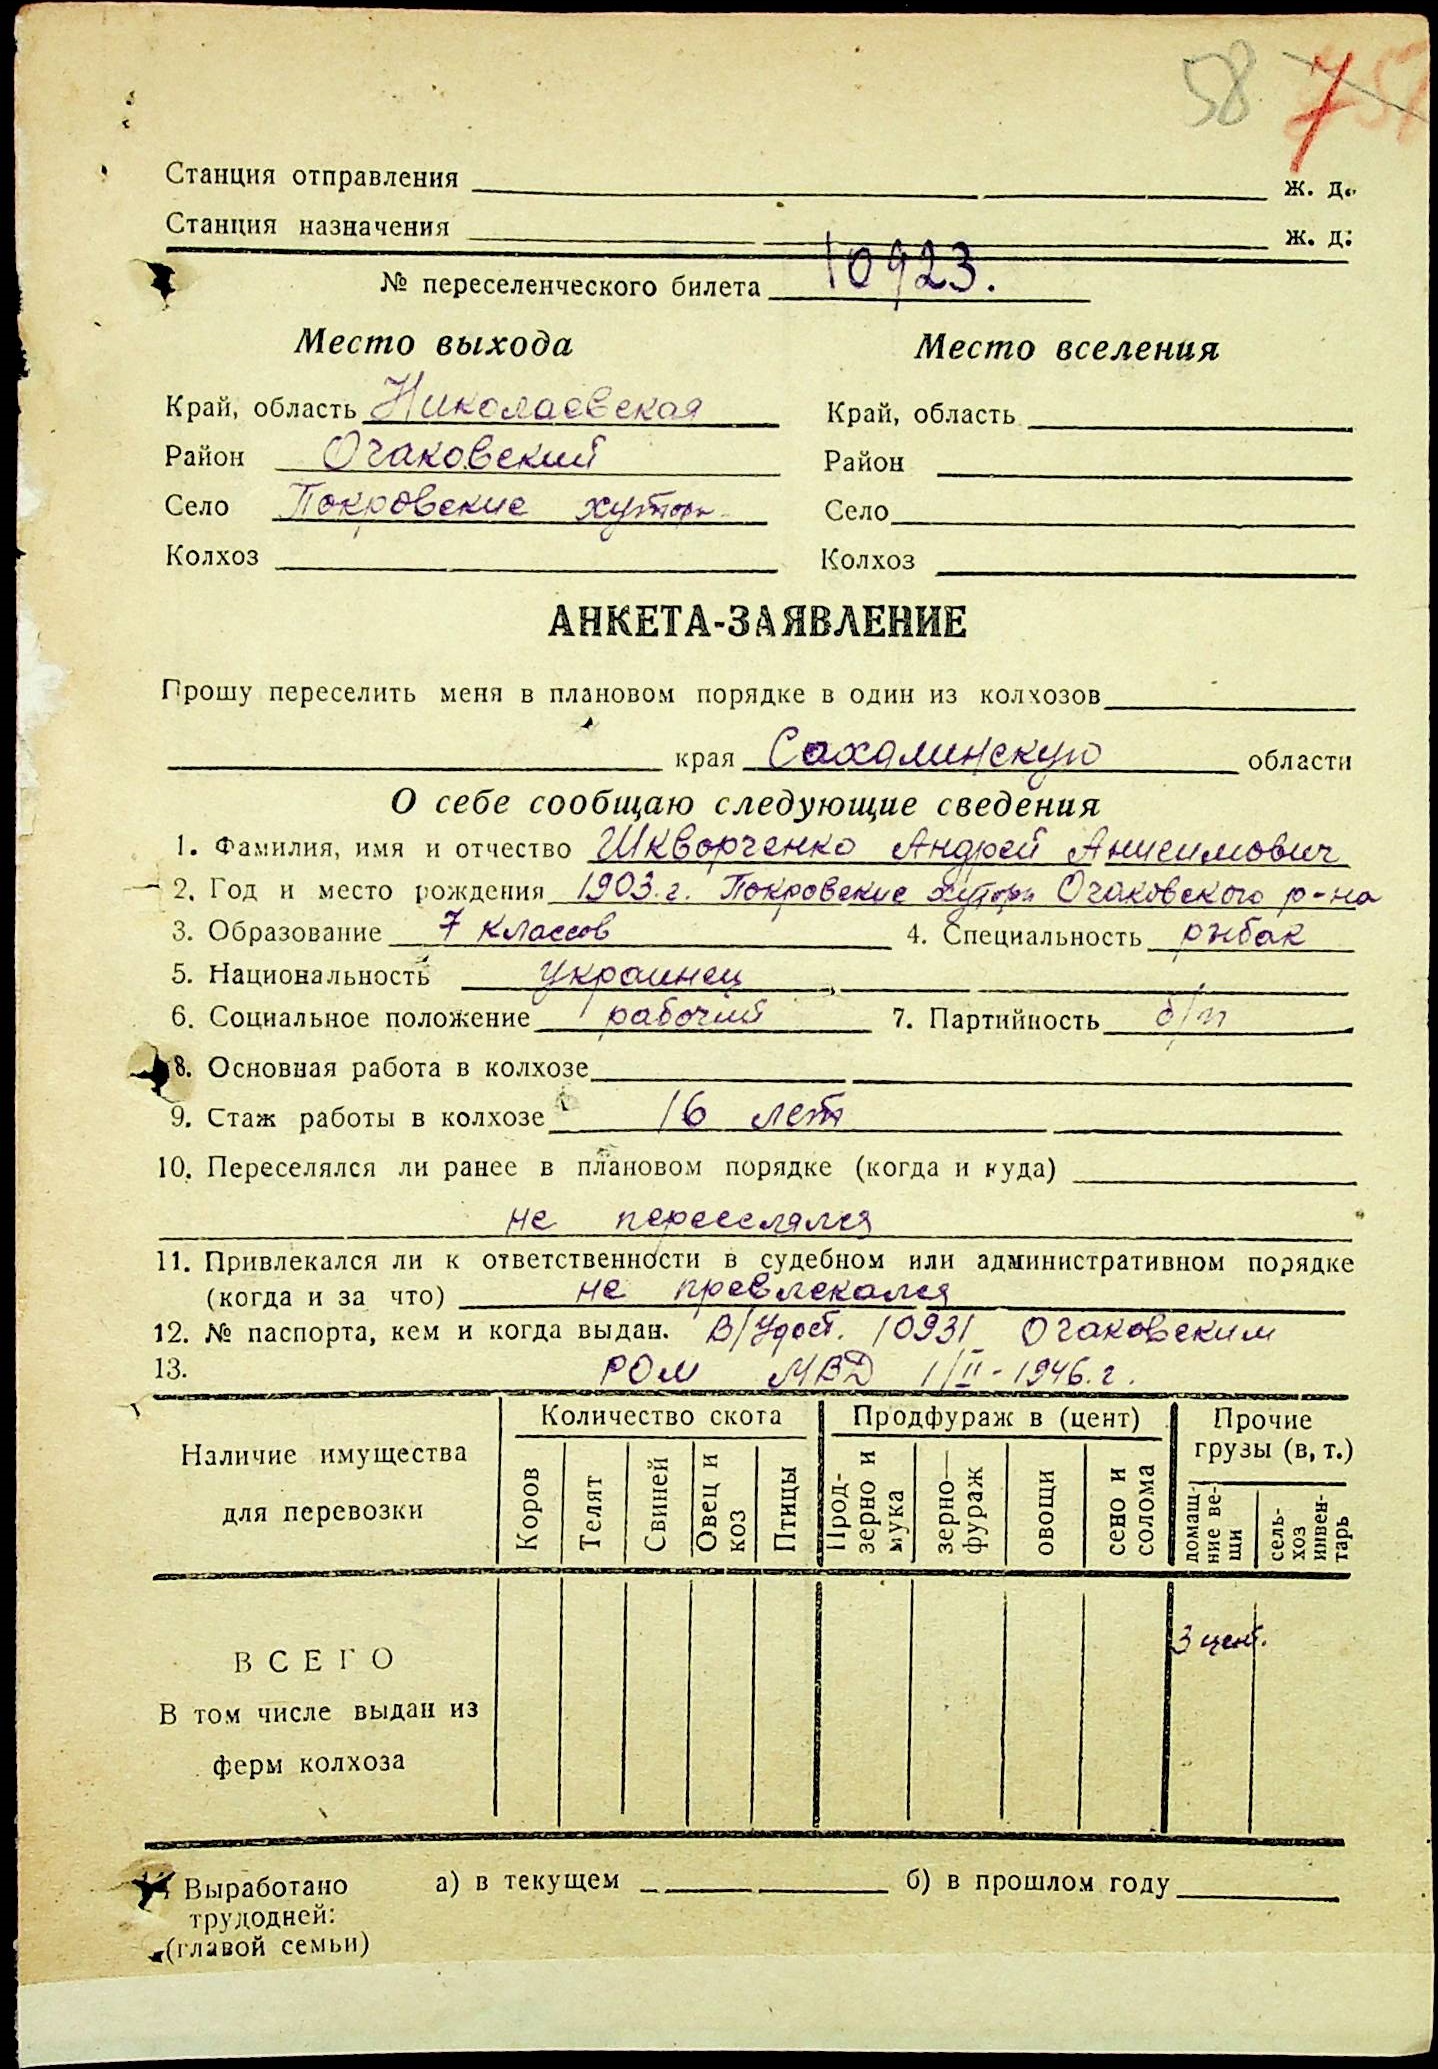 58
Станция отправления ж. д.
Станция назначения ж. д.
№ переселенческого билета 10923.
Место выхода Место вселения
Край, область Николаевская Край, область
Район Очаковский Район
Село Покровские хутора Село
Колхоз Колхоз
АНКЕТА-ЗАЯВЛЕНИЕ
Прошу переселить меня в плановом порядке в один из колхозов
края Сахалинскую области
О себе сообщаю следующие сведения
1. Фамилия, имя и отчество Шкворченко Андрей Анисимович
2. Год и место рождения 1903 г. Покровские хутора Очаковского р-на
3. Образование 7 классов 4. Специальность рыбак
5. Национальность украинец
6. Социальное положение рабочий 7. Партийность б/п
8. Основная работа в колхозе
9. Стаж работы в колхозе 16 лет
10. Переселялся ли ранее в плановом порядке (когда и куда)
не переселялся
11. Привлекался ли к ответственности в судебном или административном порядке
(когда и за что) не превлекался
12. № паспорта, кем и когда выдан. В/Удост. 10931 Очаковским
13. РОМ МВД 1/II-1946.г.
Наличие имущества для перевозки
Количество скота
Продфураж в (цент)
Прочие грузы (в, т.)
Коров
Телят
Свиней
Овец и коз
Птицы
Прод-зерно и мука
зерно—фураж
овощи
сено и солома
домашние ве-щи
сель-хоз инвен-тарь
ВСЕГО 3 цент.
В том числе выдан из
ферм колхоза
Выработано а) в текущем б) в прошлом году
трудодней:
(главой семьи)